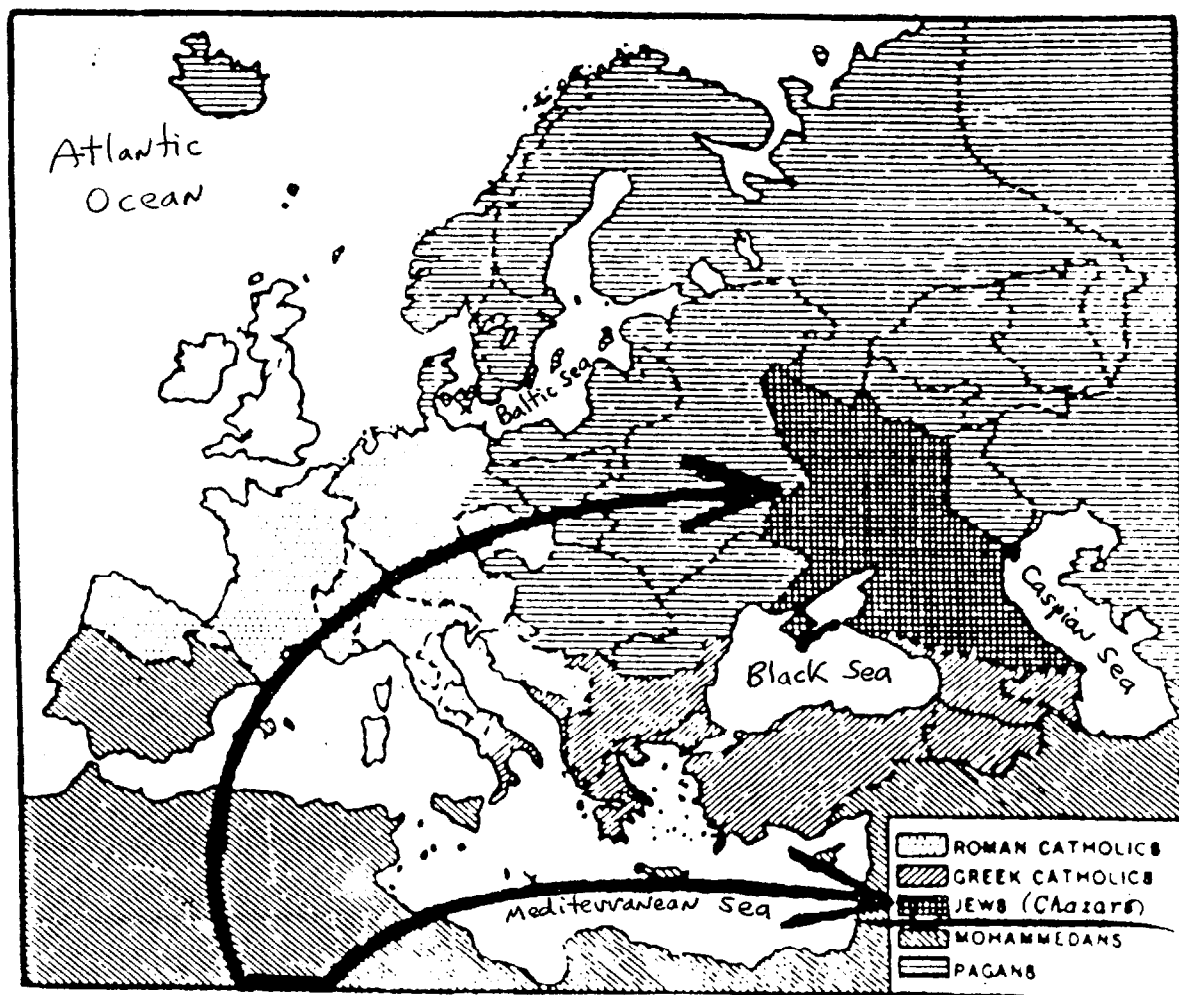 Atlantic
Ocean
Baltic Sea
Black Sea
Caspian Sea
Mediterranean Sea
ROMAN CATHOLICS
GREEK CATHOLICS
JEWS (Chazars)
MOHAMMEDANS
PAGANS